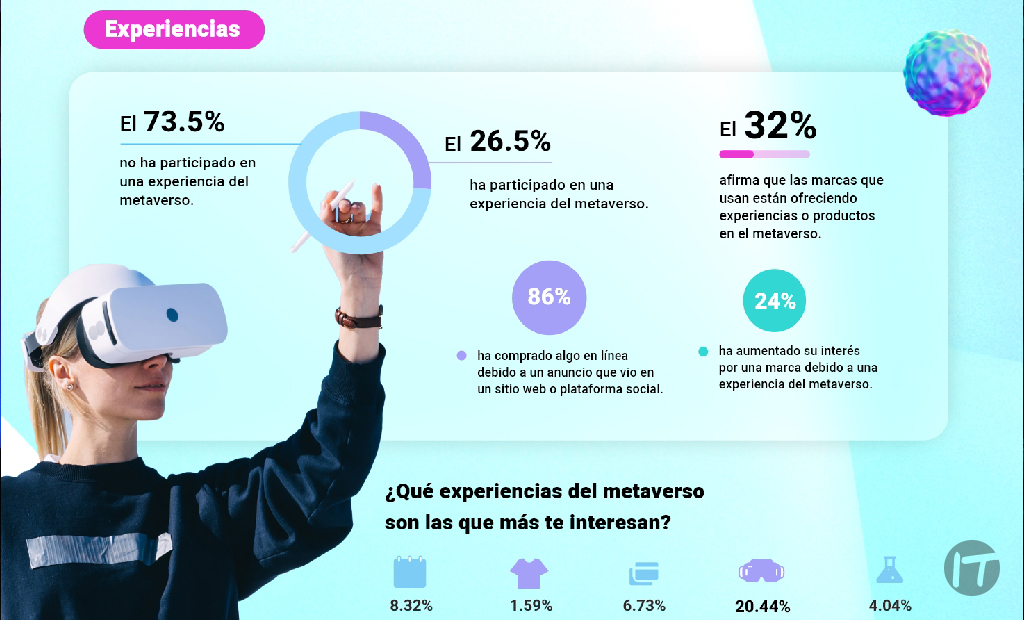 Experiencias
El 73.5%
no ha participado en
una experiencia del
metaverso.
El 26.5%
ha participado en una
experiencia del metaverso.
El 32%
afirma que las marcas que
usan están ofreciendo
experiencias o productos
en el metaverso.
86%
ha comprado algo en línea
debido a un anuncio que vio en
un sitio web o plataforma social.
24%
ha aumentado su interés
por una marca debido a una
experiencia del metaverso.
¿Qué experiencias del metaverso
son las que más te interesan?
8.32%
1.59%
6.73%
20.44%
4.04%
IT